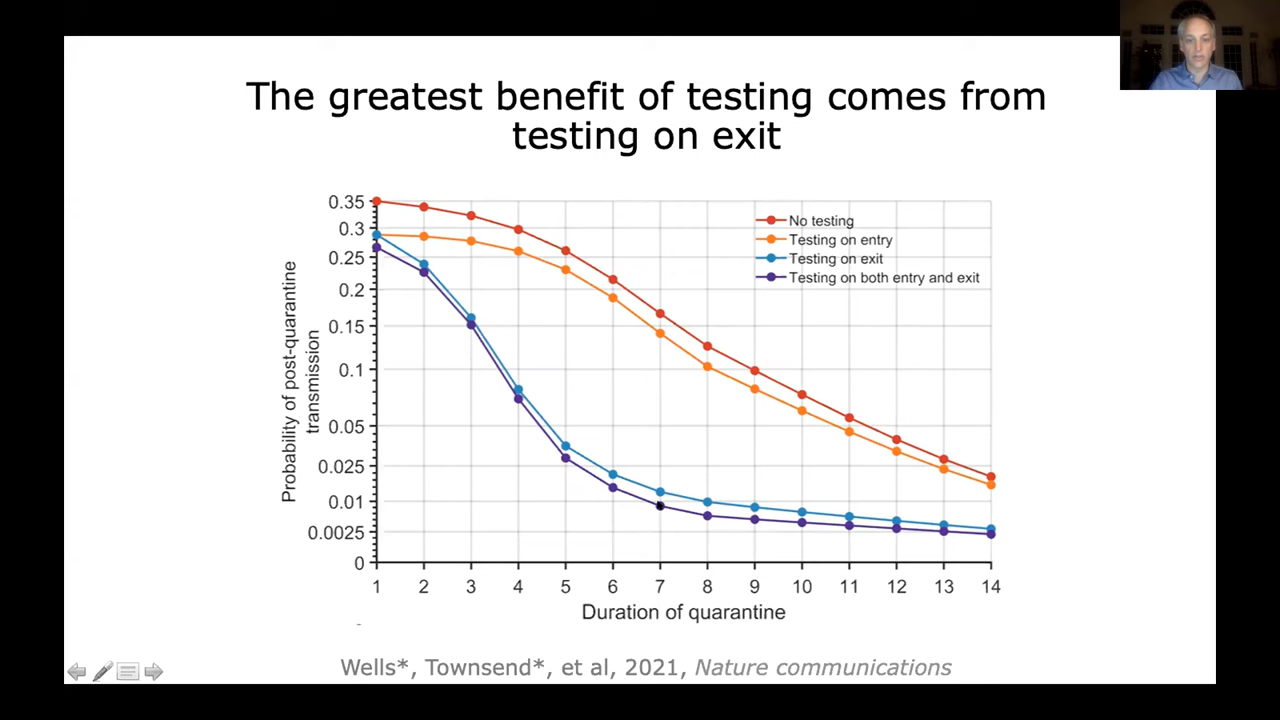 The greatest benefit of testing comes from
testing on exit
0.35
0.3
0.25
0.2
0.15
0.1
0.05
0.025
0.01
0.0025
0
Probability of post-quarantine
transmission
No testing
Testing on entry
Testing on exit
Testing on both entry and exit
1 2 3 4 5 6 7 8 9 10 11 12 13 14
Duration of quarantine
Wells*, Townsend*, et al, 2021, Nature communications